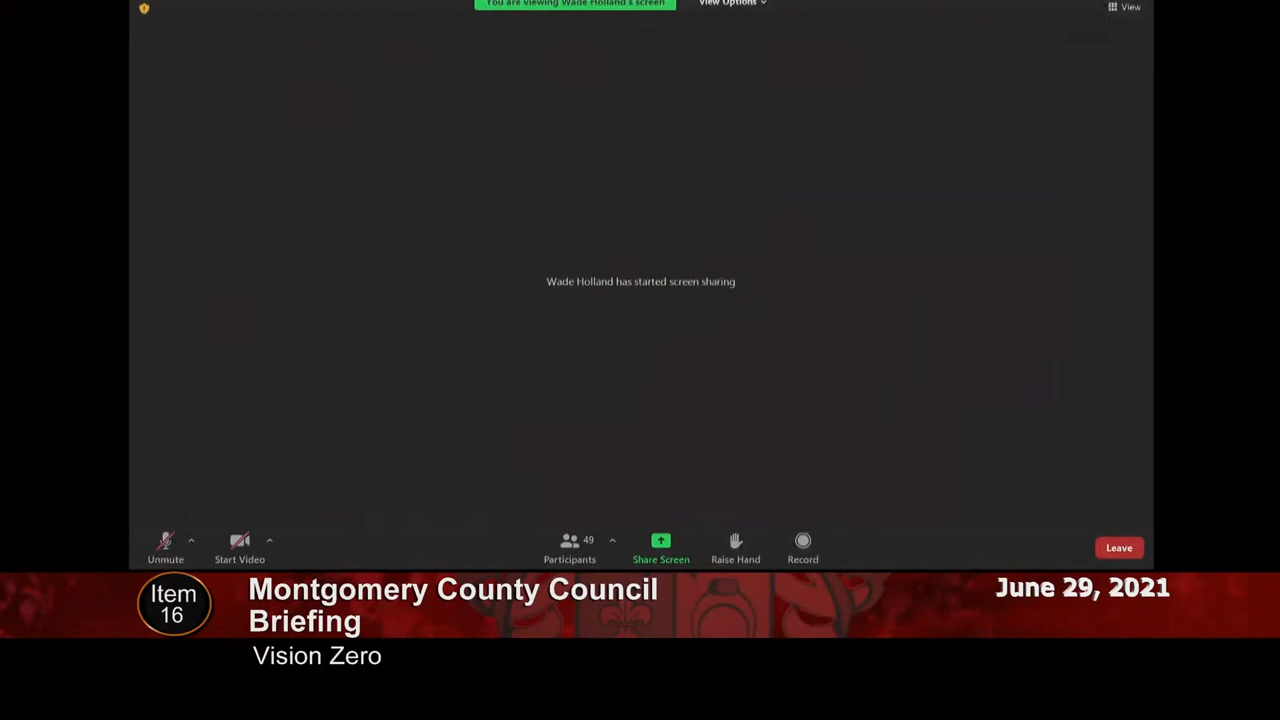 You are viewing Wade Holland's screen
View Options
View
Wade Holland has started screen sharing
49
Unmute
Start Video
Participants
Share Screen
Raise Hand
Record
Leave
Item
16
Montgomery County Council
Briefing
June 29, 2021
Vision Zero